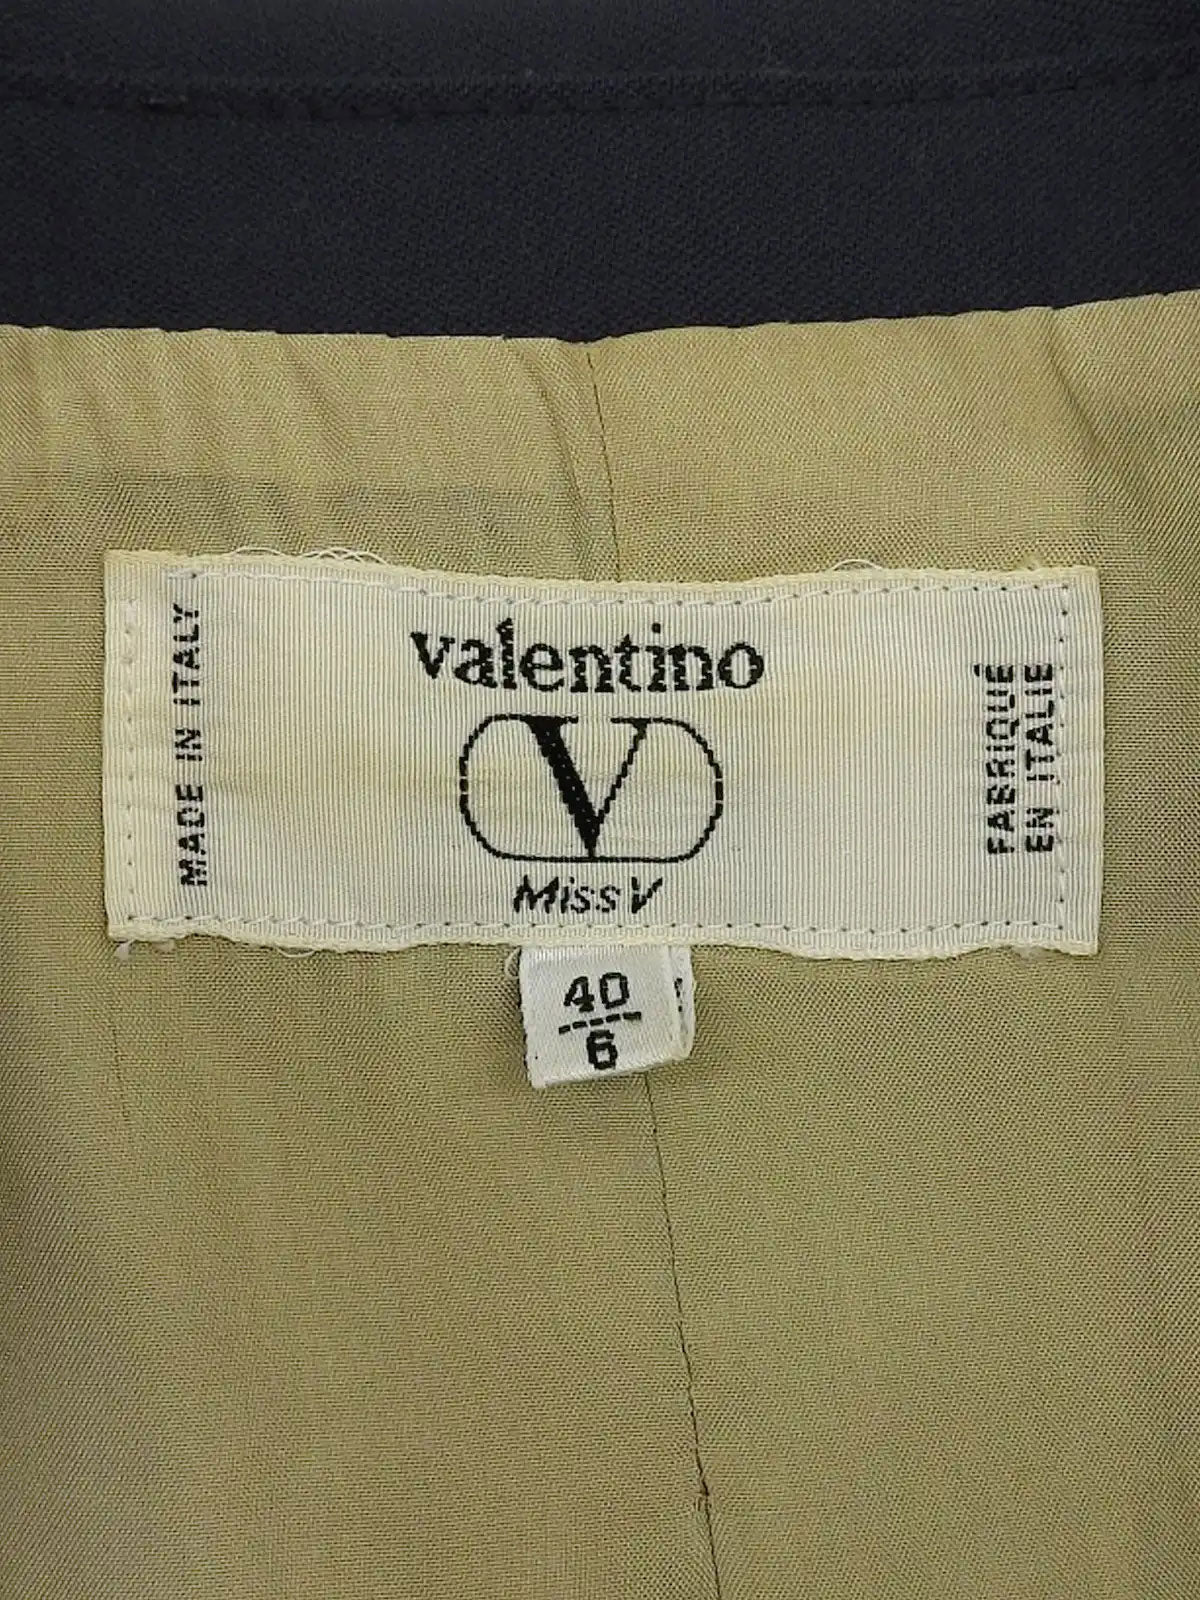 MADE IN ITALY
valentino
V
Miss V
FABRIQUÉ
EN ITALIE
40
6